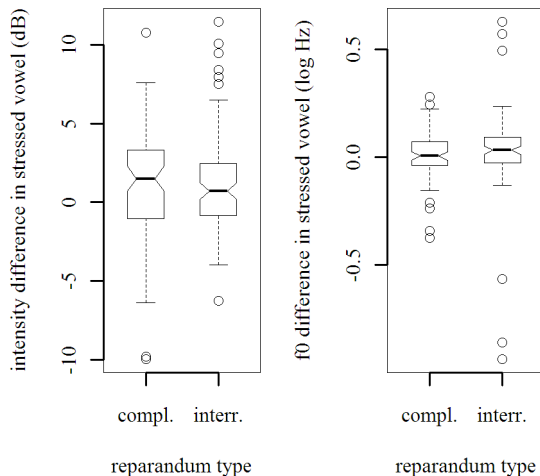 intensity difference in stressed vowel (dB)
10
5
0
-5
-10
compl. interr.
reparandum type
f0 difference in stressed vowel (log Hz)
0.5
0.0
-0.5
compl. interr.
reparandum type